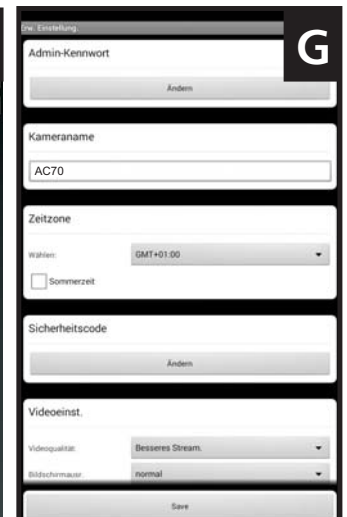 Erw. Einstellung.
G
Admin-Kennwort
Ändern
Kameraname
AC70
Zeitzone
Wählen: GMT+01:00
Sommerzeit
Sicherheitscode
Ändern
Videoeinst.
Videoqualität: Besseres Stream.
Bildschirmausr. normal
Save